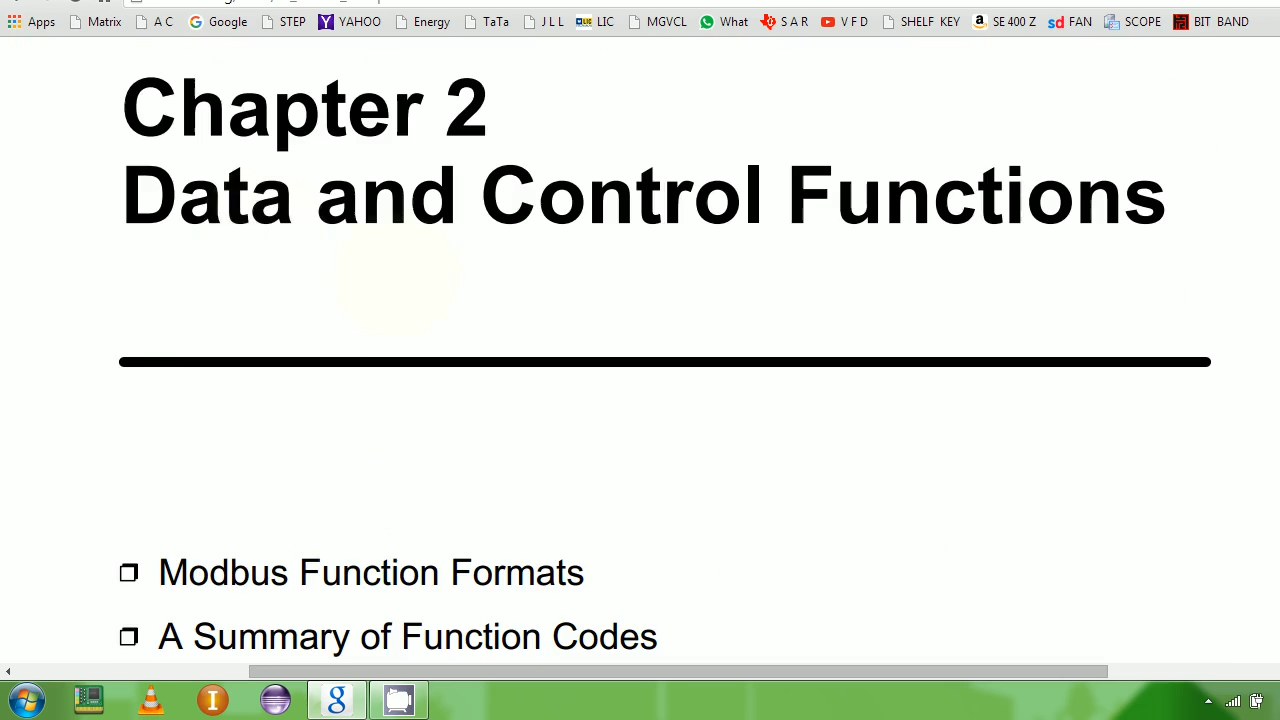 Apps Matrix A C Google STEP YAHOO Energy TaTa J L L LIC MGVCL What S A R V F D SHELF KEY SE 400 Z FAN SCOPE BIT BAND
Chapter 2
Data and Control Functions
Modbus Function Formats
A Summary of Function Codes